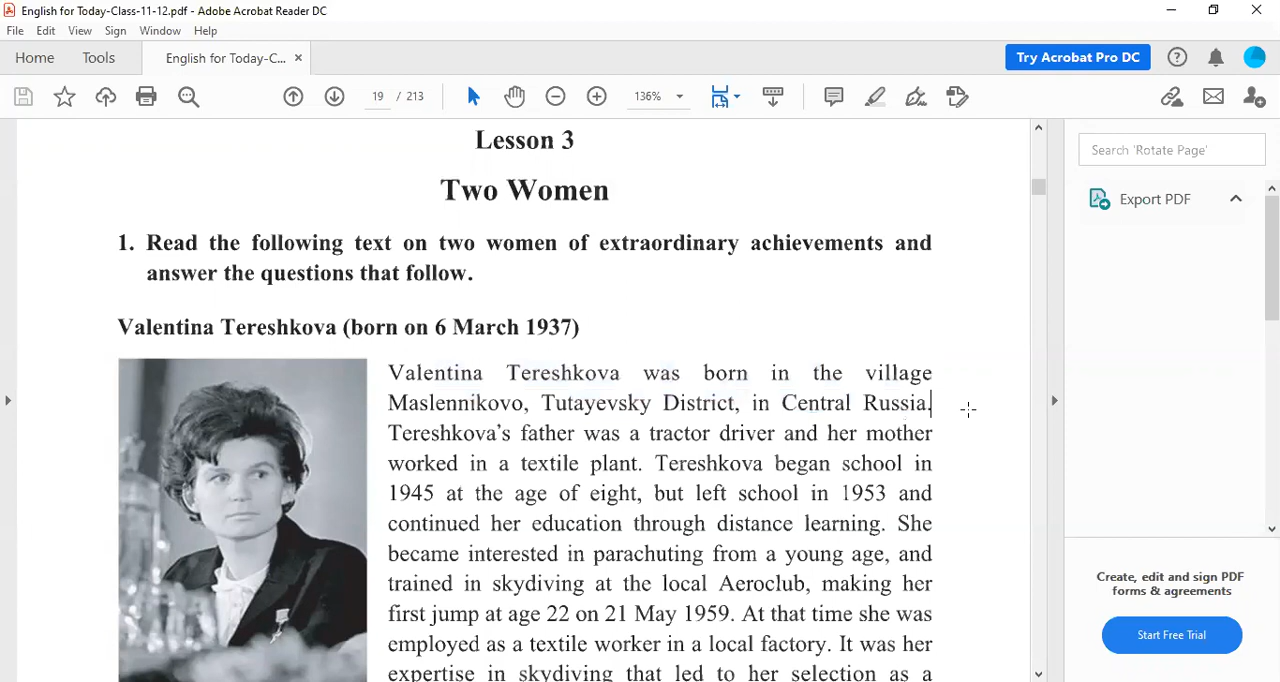 English for Today-Class-11-12.pdf - Adobe Acrobat Reader DC
File Edit View Sign Window Help
Home Tools English for Today-C... × Try Acrobat Pro DC
19 / 213 136%
Search 'Rotate Page'
Export PDF
Lesson 3
Two Women
1. Read the following text on two women of extraordinary achievements and
answer the questions that follow.
Valentina Tereshkova (born on 6 March 1937)
Valentina Tereshkova was born in the village
Maslennikovo, Tutayevsky District, in Central Russia.
Tereshkova's father was a tractor driver and her mother
worked in a textile plant. Tereshkova began school in
1945 at the age of eight, but left school in 1953 and
continued her education through distance learning. She
became interested in parachuting from a young age, and
trained in skydiving at the local Aeroclub, making her
first jump at age 22 on 21 May 1959. At that time she was
employed as a textile worker in a local factory. It was her
expertise in skydiving that led to her selection as a
Create, edit and sign PDF
forms & agreements
Start Free Trial